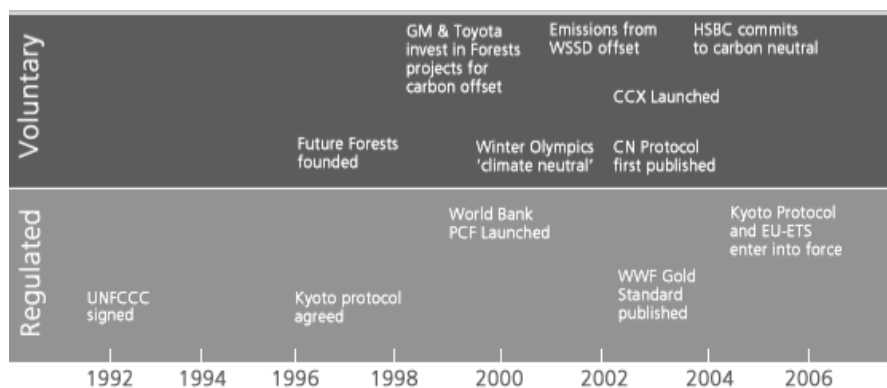 Voluntary
GM & Toyota
invest in Forests
projects for
carbon offset
Emissions from
WSSD offset
HSBC commits
to carbon neutral
CCX Launched
Future Forests
founded
Winter Olympics
'climate neutral'
CN Protocol
first published
Regulated
World Bank
PCF Launched
Kyoto Protocol
and EU-ETS
enter into force
WWF Gold
Standard
published
UNFCCC
signed
Kyoto protocol
agreed
1992 1994 1996 1998 2000 2002 2004 2006